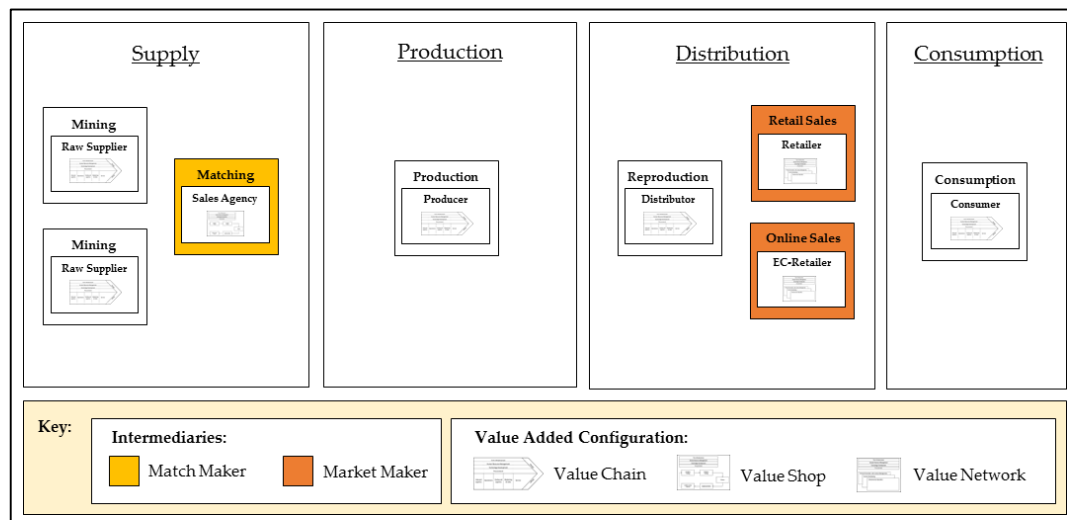 Supply
Production
Distribution
Consumption
Mining
Raw Supplier
Mining
Raw Supplier
Matching
Sales Agency
Production
Producer
Reproduction
Distributor
Retail Sales
Retailer
Online Sales
EC-Retailer
Consumption
Consumer
Key:
Intermediaries:
Match Maker
Market Maker
Value Added Configuration:
Value Chain
Value Shop
Value Network